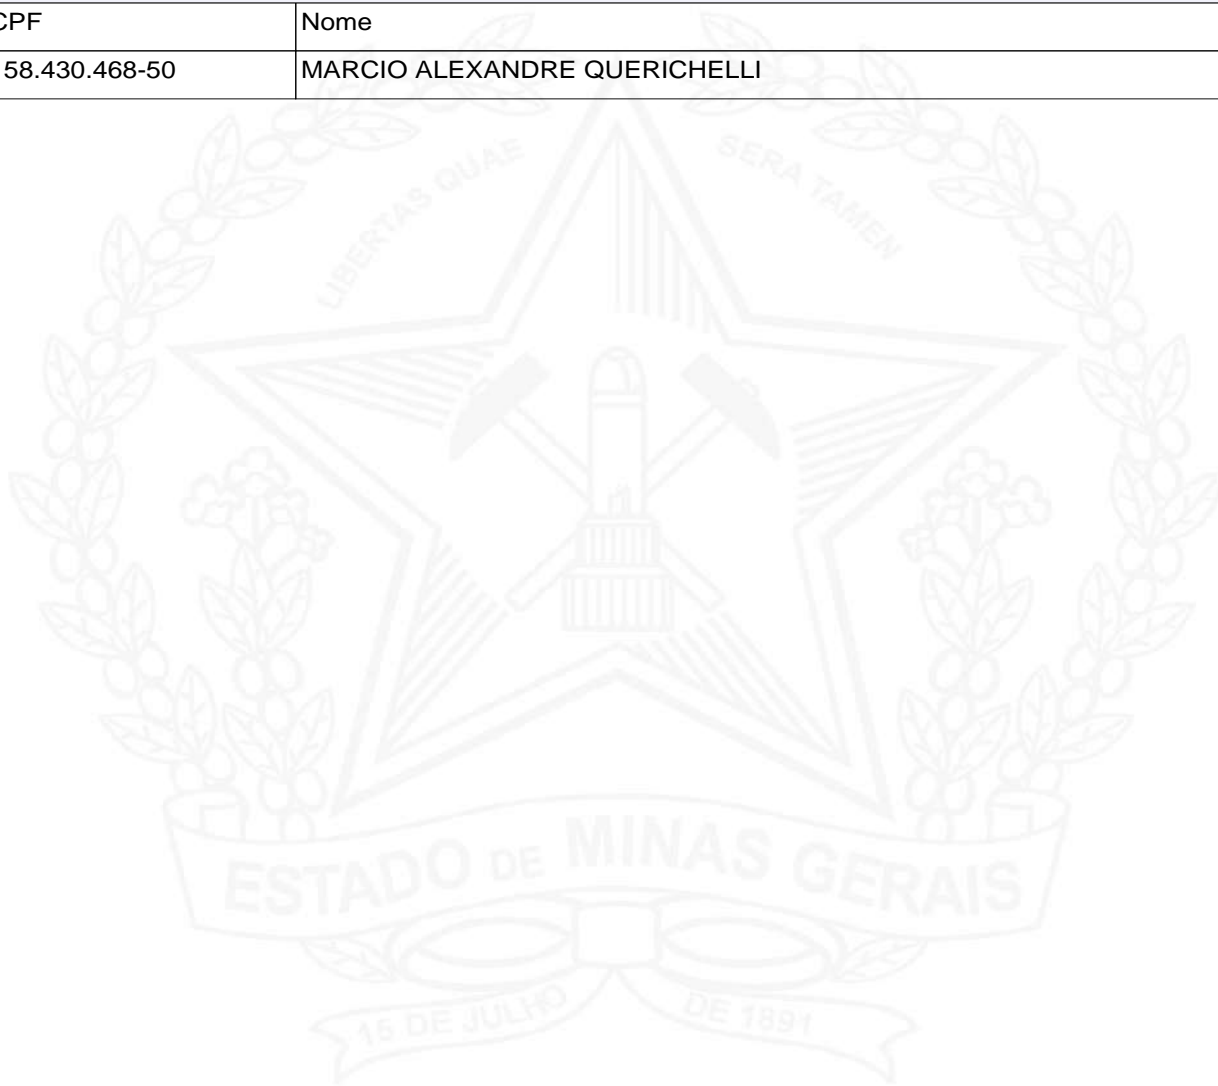 CPF Nome
58.430.468-50 MARCIO ALEXANDRE QUERICHELLI
LIBERTAS QUAE SERA TAMEN
ESTADO DE MINAS GERAIS
15 DE JULHO DE 1891